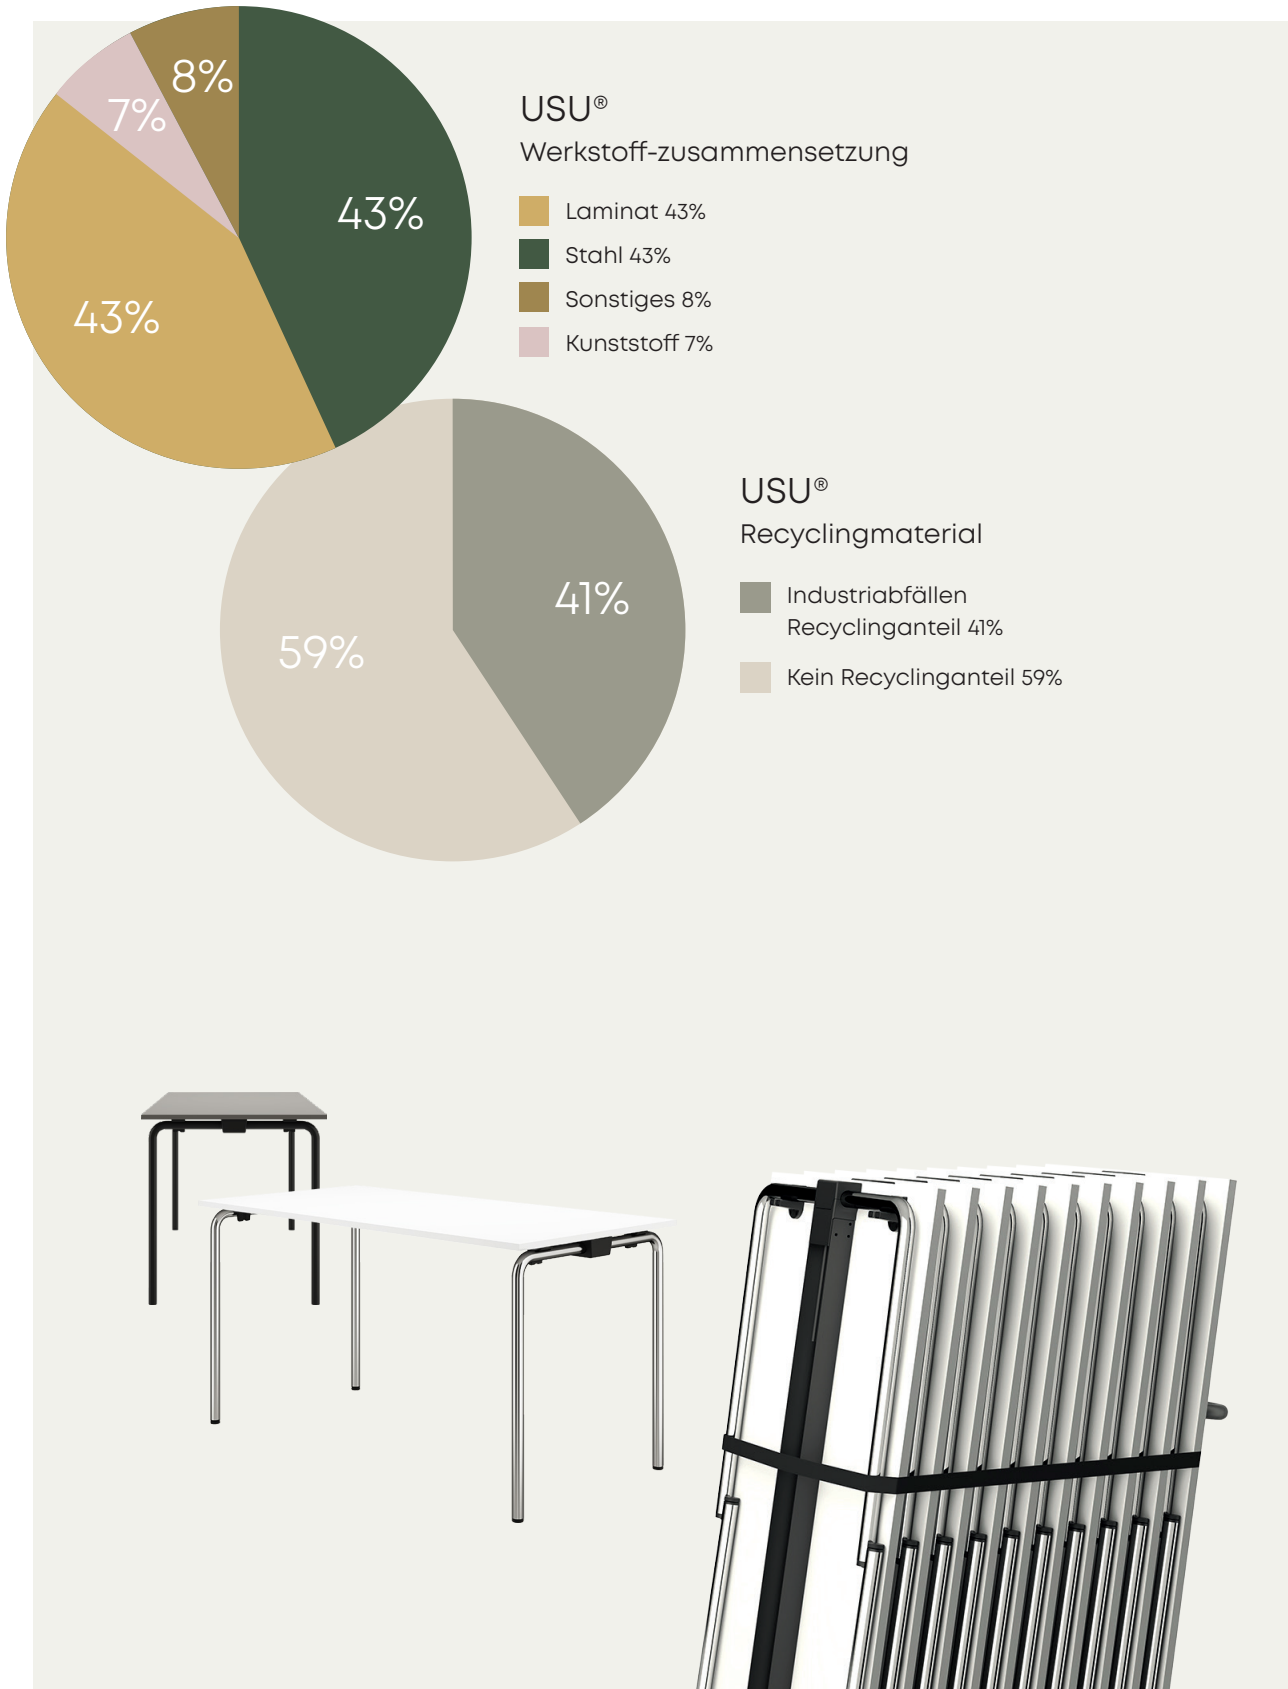 8%
7%
43%
43%
USU®
Werkstoff-zusammensetzung
Laminat 43%
Stahl 43%
Sonstiges 8%
Kunststoff 7%
41%
59%
USU®
Recyclingmaterial
Industriabfällen
Recyclinganteil 41%
Kein Recyclinganteil 59%